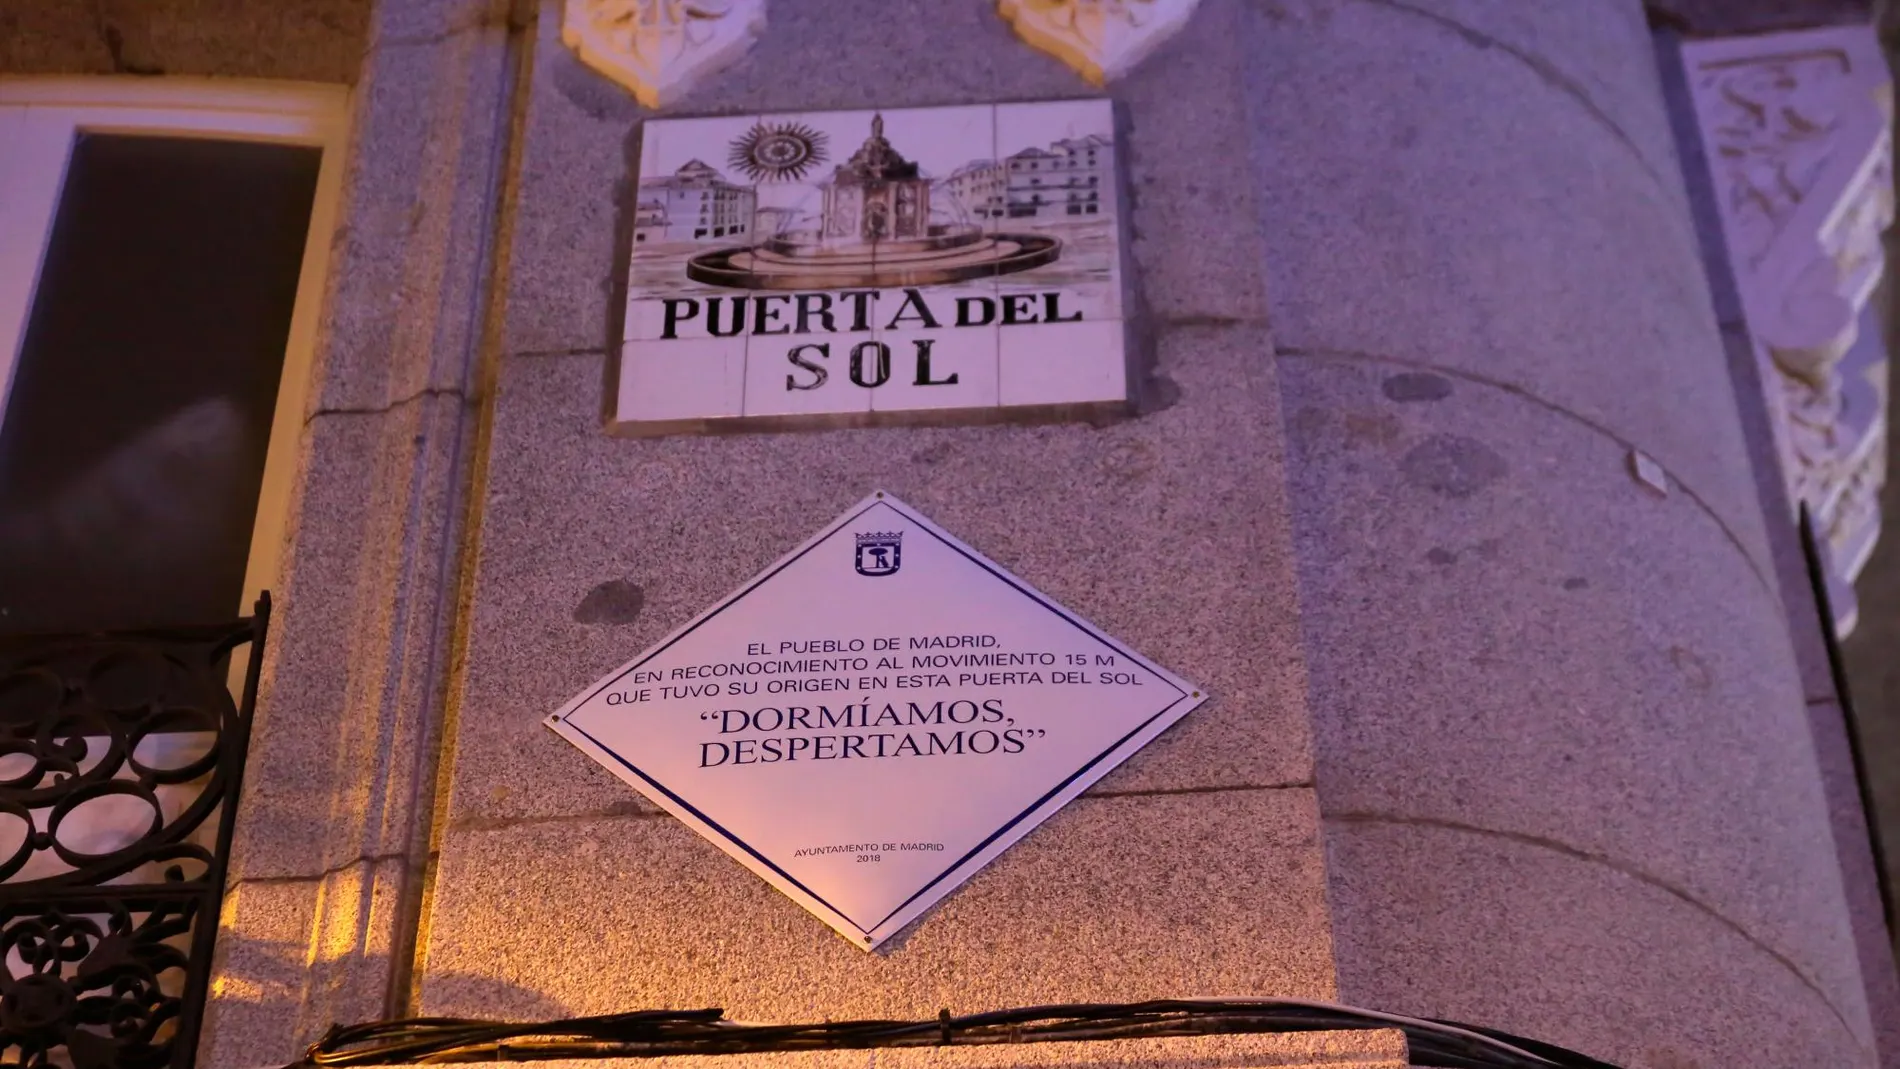 PUERTA DEL
SOL
EL PUEBLO DE MADRID,
EN RECONOCIMIENTO AL MOVIMIENTO 15 M
QUE TUVO SU ORIGEN EN ESTA PUERTA DEL SOL
“DORMÍAMOS,
DESPERTAMOS”
AYUNTAMENTO DE MADRID
2018